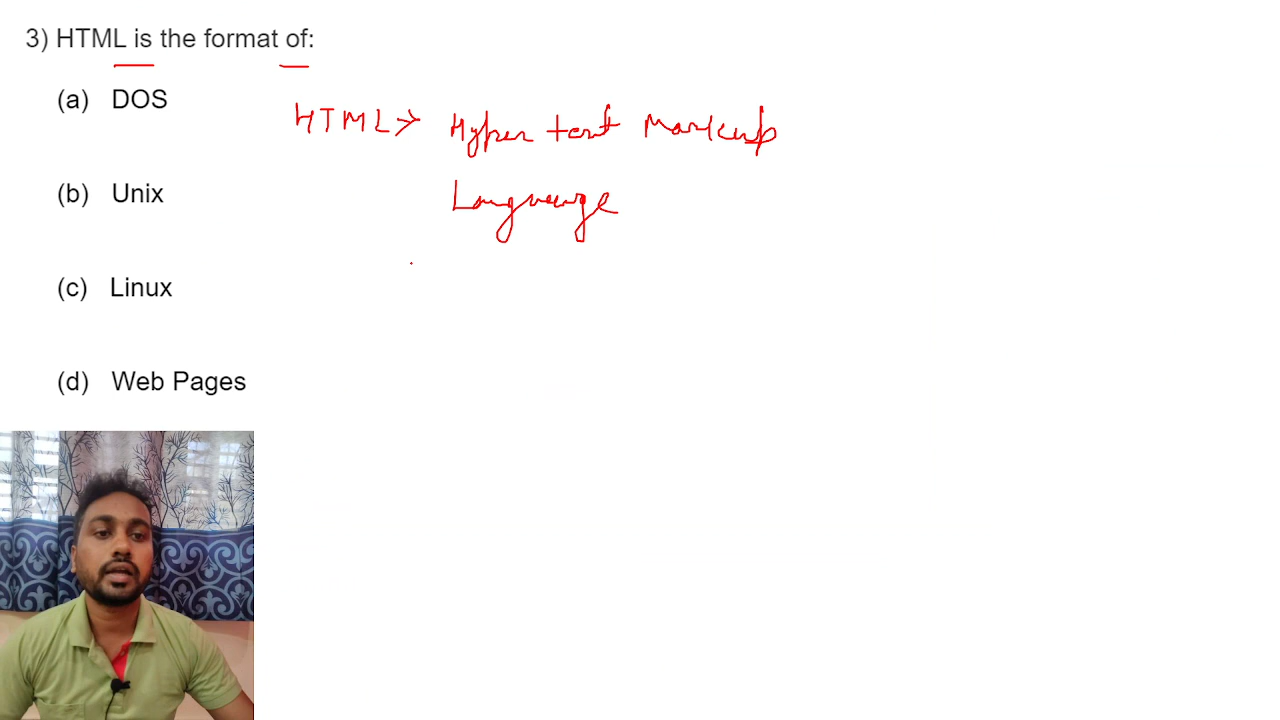 3) HTML is the format of:
(a) DOS
HTML > Hyper text Markup
(b) Unix
Language
(c) Linux
(d) Web Pages